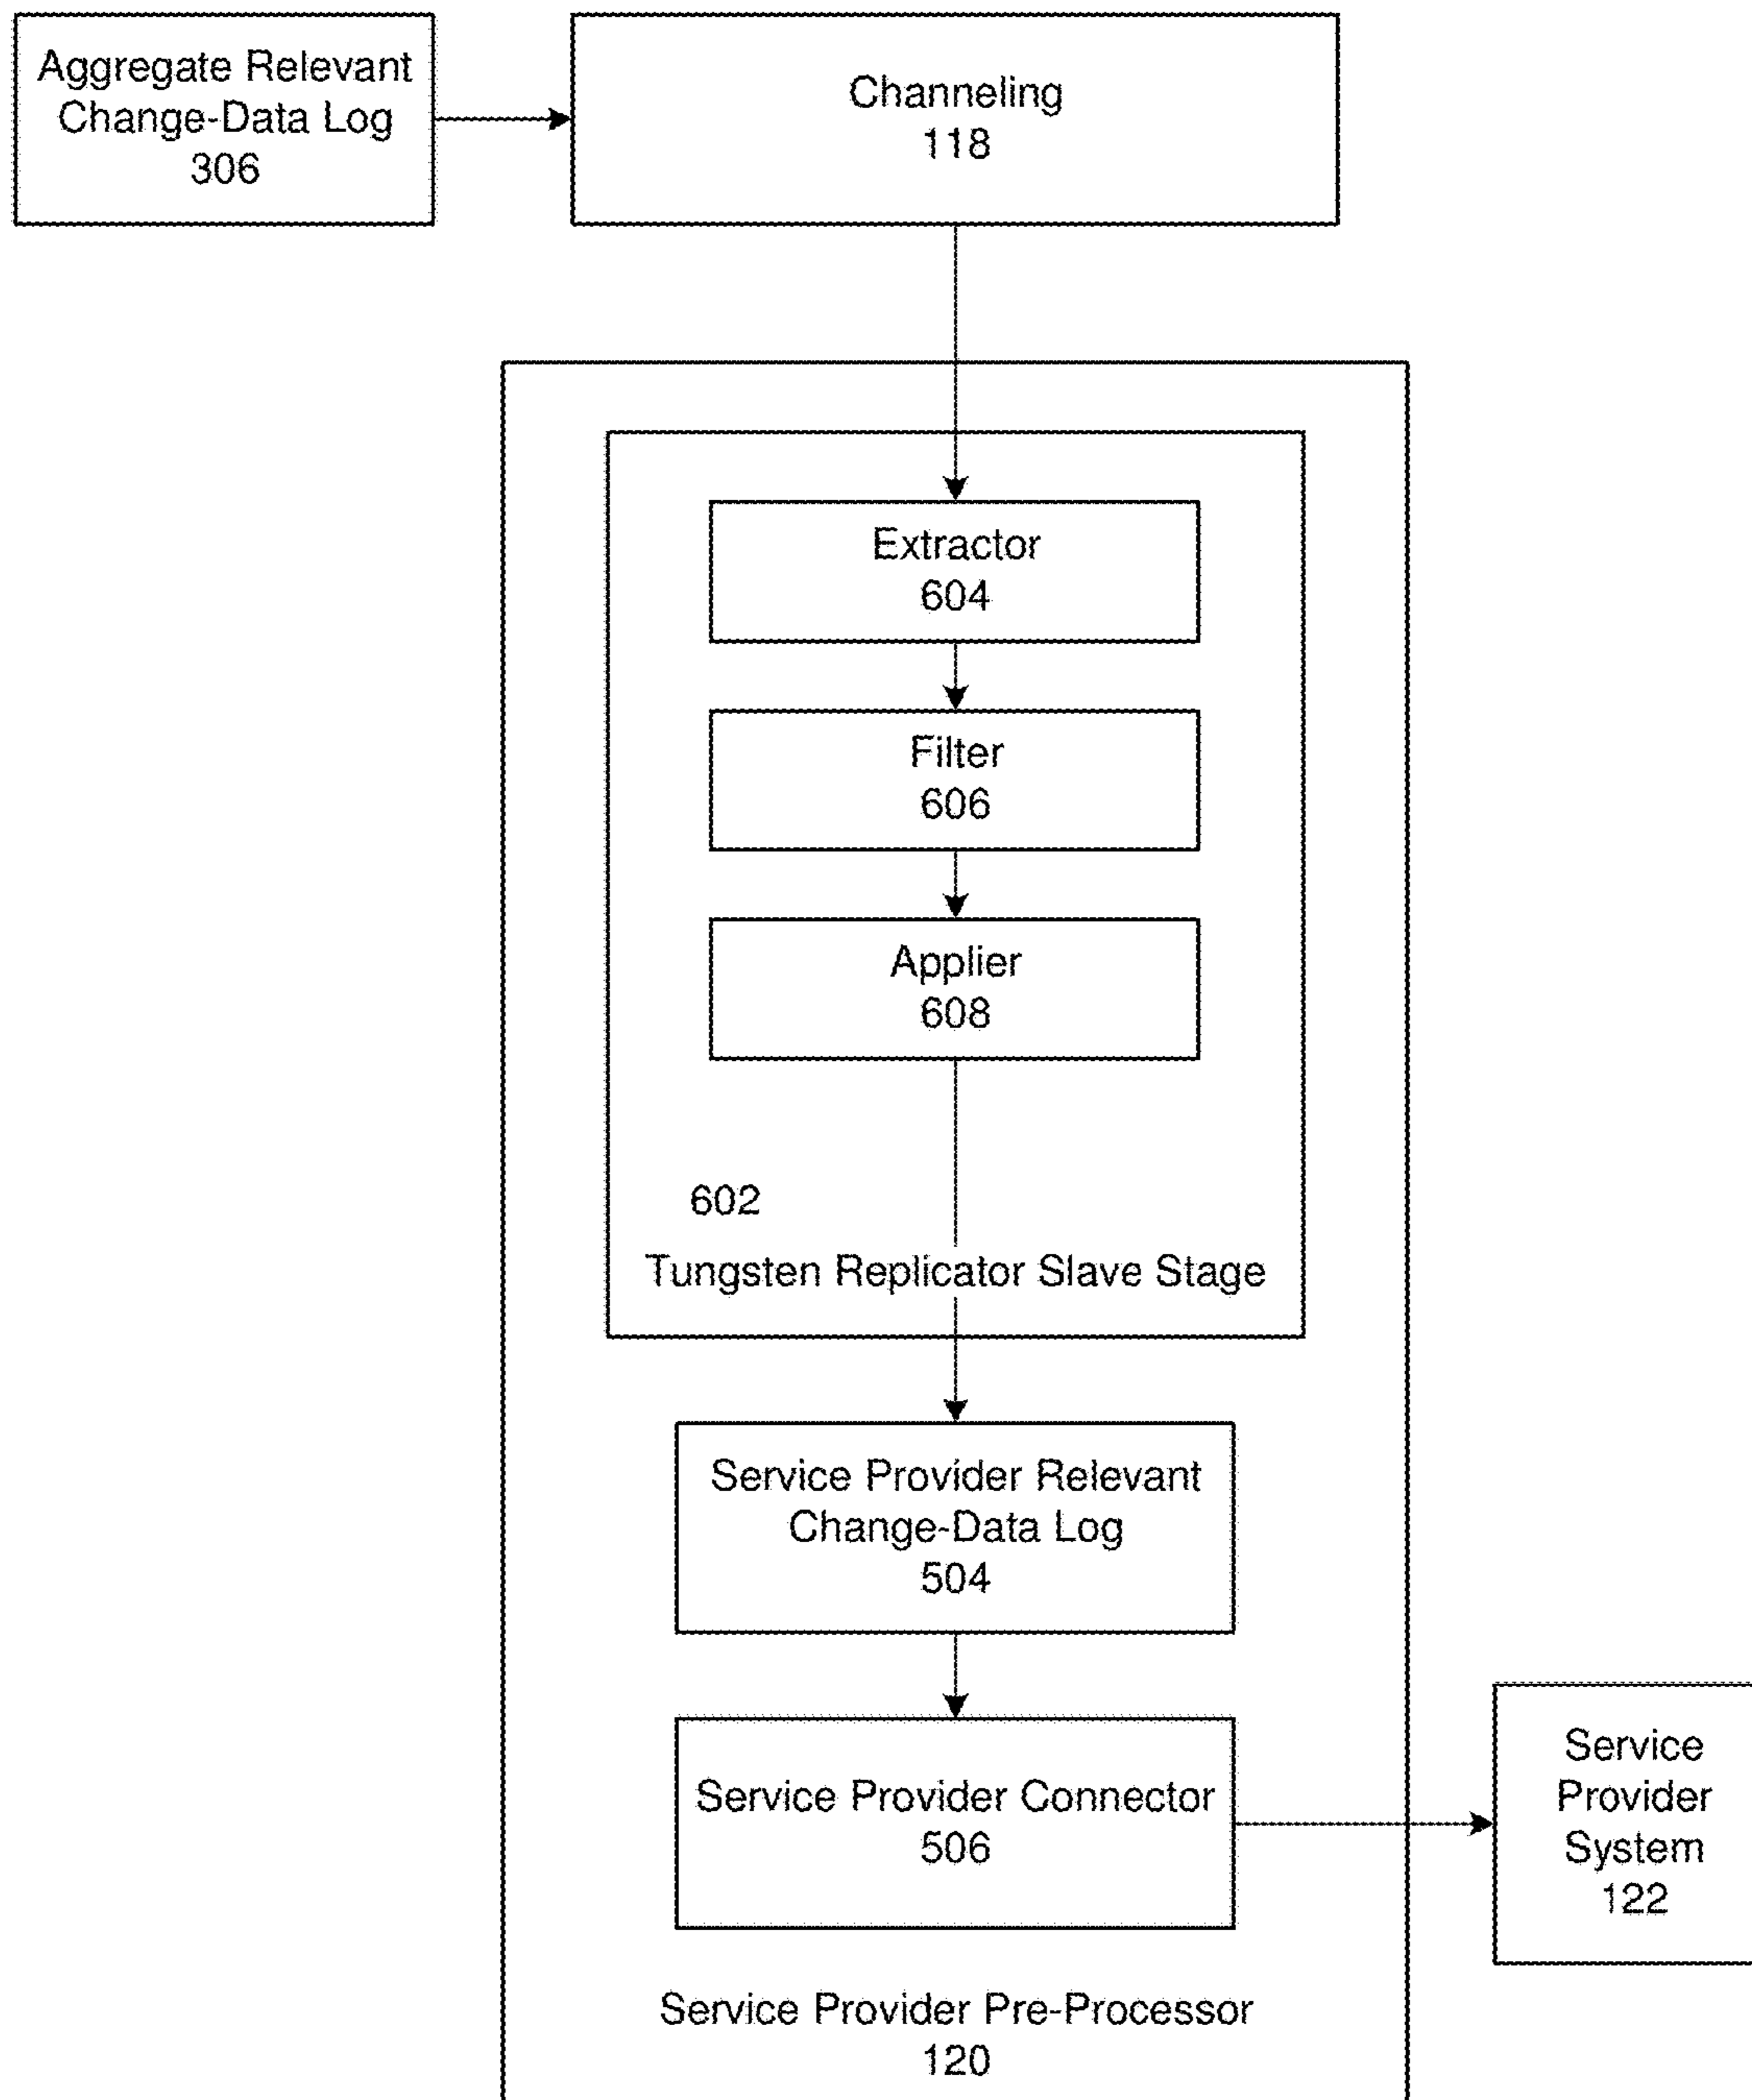 Aggregate Relevant
Change-Data Log
306
Channeling
118
Extractor
604
Filter
606
Applier
608
602
Tungsten Replicator Slave Stage
Service Provider Relevant
Change-Data Log
504
Service Provider Connector
506
Service
Provider
System
122
Service Provider Pre-Processor
120